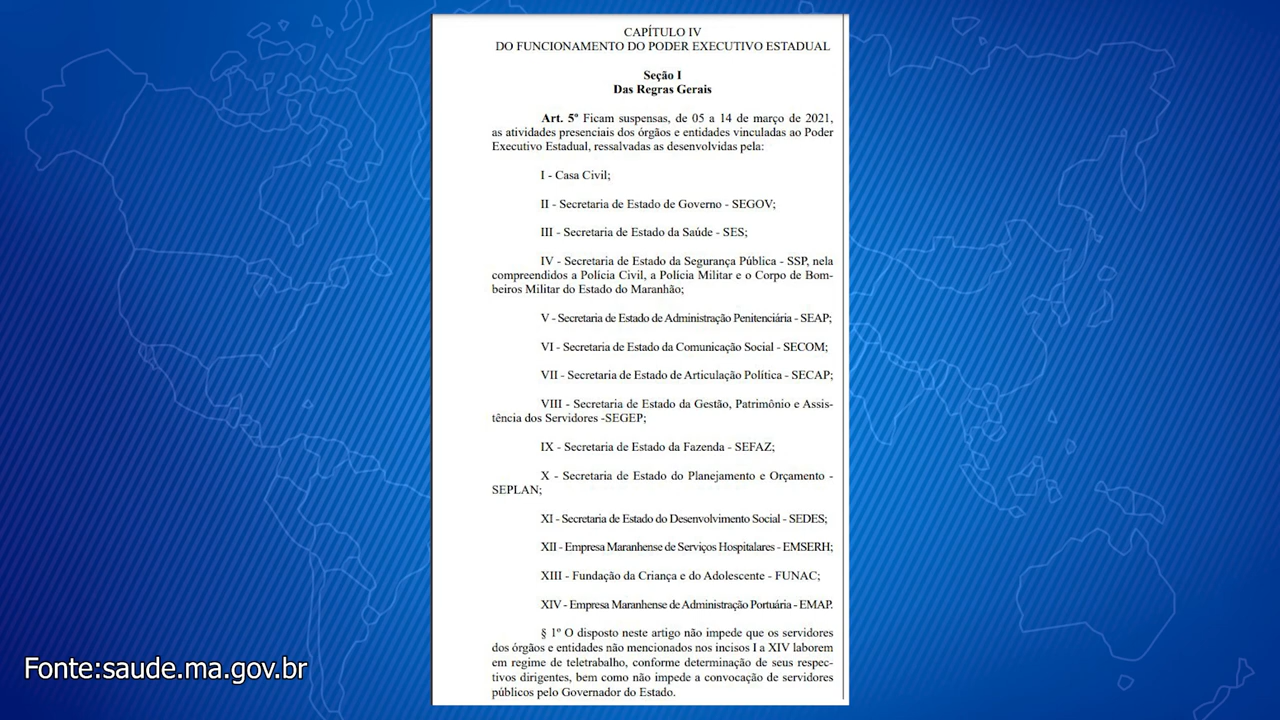 CAPÍTULO IV
DO FUNCIONAMENTO DO PODER EXECUTIVO ESTADUAL
Seção I
Das Regras Gerais
Art. 5º Ficam suspensas, de 05 a 14 de março de 2021,
as atividades presenciais dos órgãos e entidades vinculadas ao Poder
Executivo Estadual, ressalvadas as desenvolvidas pela:
I - Casa Civil;
II - Secretaria de Estado de Governo - SEGOV;
III - Secretaria de Estado da Saúde - SES;
IV - Secretaria de Estado da Segurança Pública - SSP, nela
compreendidos a Polícia Civil, a Polícia Militar e o Corpo de Bom-
beiros Militar do Estado do Maranhão;
V - Secretaria de Estado de Administração Penitenciária - SEAP;
VI - Secretaria de Estado da Comunicação Social - SECOM;
VII - Secretaria de Estado de Articulação Política - SECAP;
VIII - Secretaria de Estado da Gestão, Patrimônio e Assis-
tência dos Servidores -SEGEP;
IX - Secretaria de Estado da Fazenda - SEFAZ;
X - Secretaria de Estado do Planejamento e Orçamento -
SEPLAN;
XI - Secretaria de Estado do Desenvolvimento Social - SEDES;
XII - Empresa Maranhense de Serviços Hospitalares - EMSERH;
XIII - Fundação da Criança e do Adolescente - FUNAC;
XIV - Empresa Maranhense de Administração Portuária - EMAP.
§ 1º O disposto neste artigo não impede que os servidores
dos órgãos e entidades não mencionados nos incisos I a XIV laborem
em regime de teletrabalho, conforme determinação de seus respec-
tivos dirigentes, bem como não impede a convocação de servidores
públicos pelo Governador do Estado.
Fonte:saude.ma.gov.br